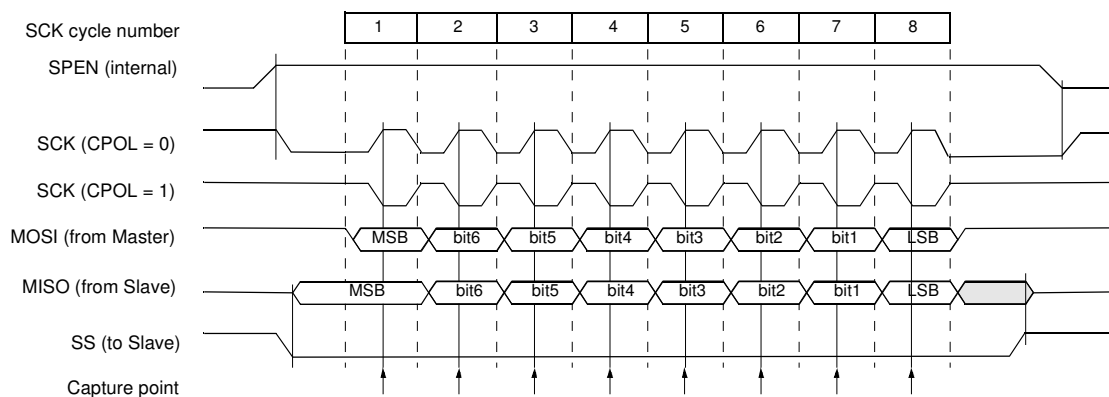 SCK cycle number 1 2 3 4 5 6 7 8
SPEN (internal)
SCK (CPOL = 0)
SCK (CPOL = 1)
MOSI (from Master) MSB bit6 bit5 bit4 bit3 bit2 bit1 LSB
MISO (from Slave) MSB bit6 bit5 bit4 bit3 bit2 bit1 LSB
SS (to Slave)
Capture point